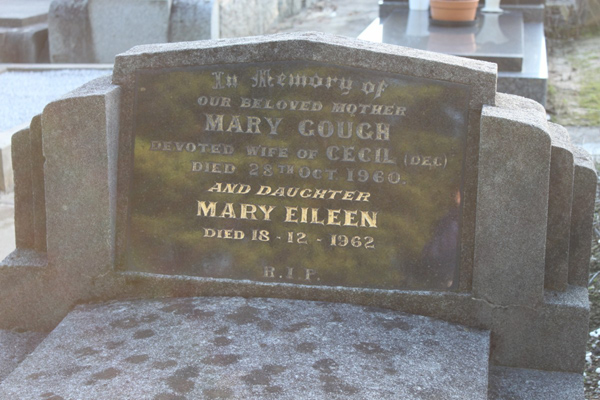 In Memory of
OUR BELOVED MOTHER
MARY GOUGH
DEVOTED WIFE OF CECIL (DEC)
DIED 28TH OCT. 1960.
AND DAUGHTER
MARY EILEEN
DIED 18-12-1962
R.I.P.